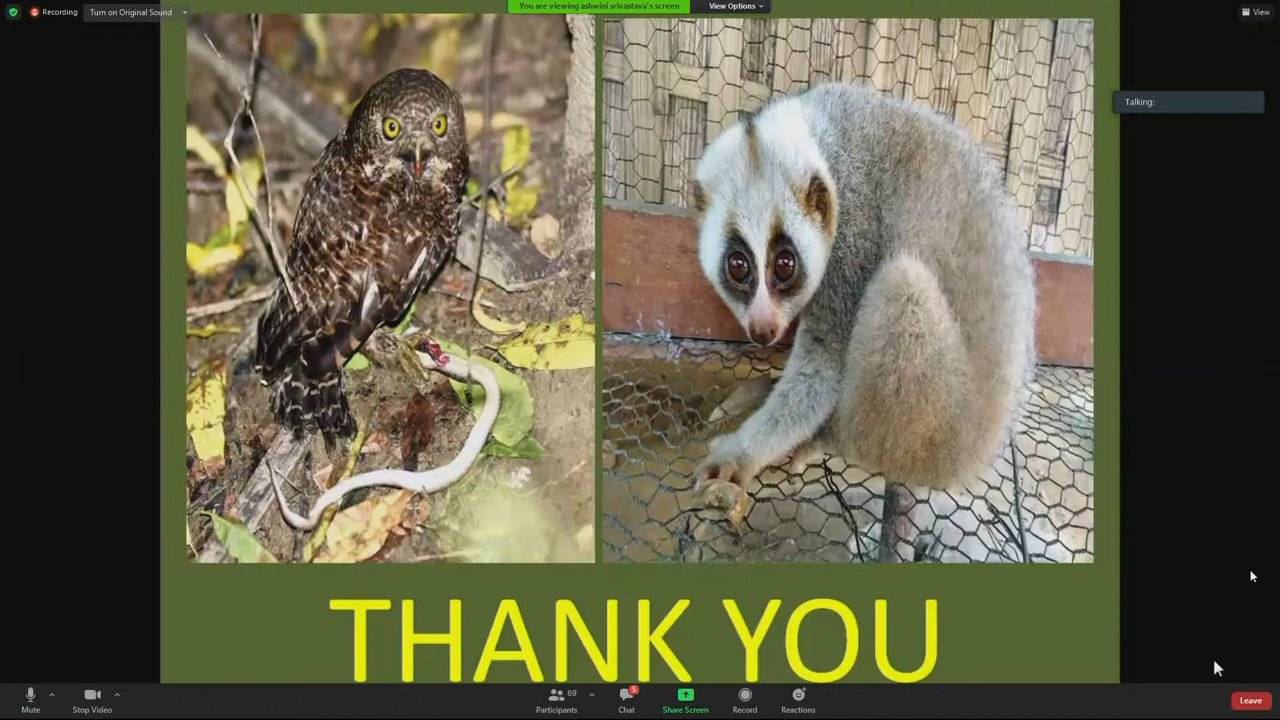 Recording
Turn on Original Sound
You are viewing ashwini srivastava's screen
View Options
View
Talking:
THANK YOU
Mute
Stop Video
69
Participants
5
Chat
Share Screen
Record
Reactions
Leave